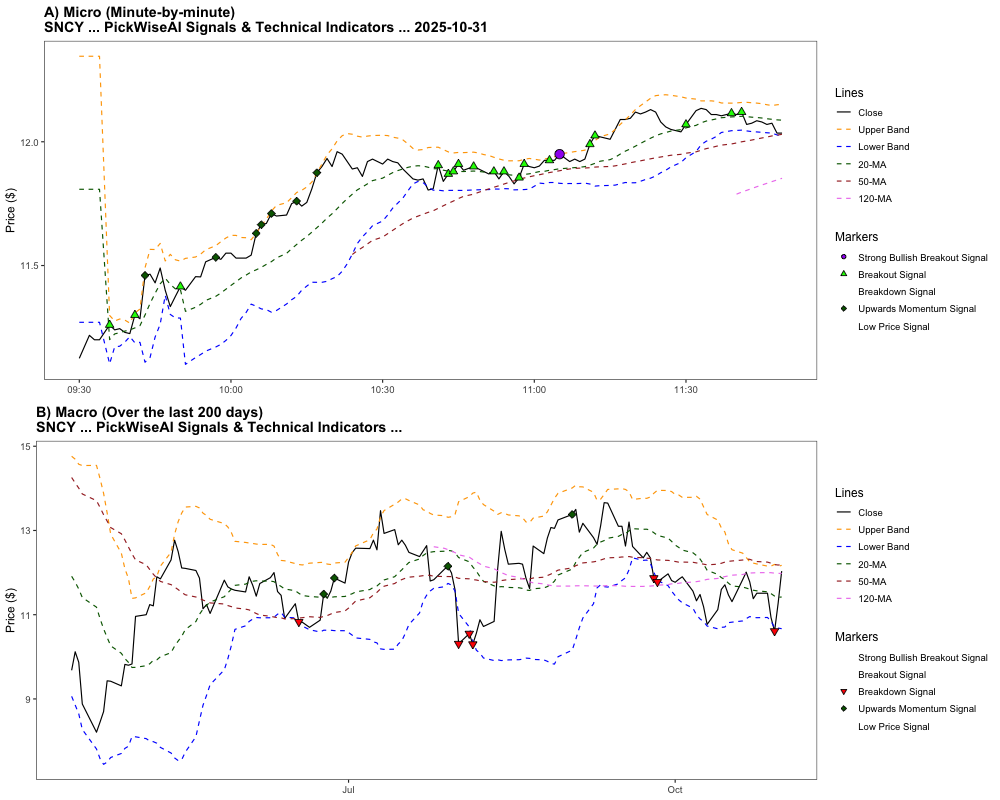 A) Micro (Minute-by-minute)
SNCY ... PickWiseAI Signals & Technical Indicators ... 2025-10-31
Price ($)
12.0
11.5
09:30
10:00
10:30
11:00
11:30
Lines
Close
Upper Band
Lower Band
20-MA
50-MA
120-MA
Markers
Strong Bullish Breakout Signal
Breakout Signal
Breakdown Signal
Upwards Momentum Signal
Low Price Signal
B) Macro (Over the last 200 days)
SNCY ... PickWiseAI Signals & Technical Indicators ...
Price ($)
15
13
11
9
Jul
Oct
Lines
Close
Upper Band
Lower Band
20-MA
50-MA
120-MA
Markers
Strong Bullish Breakout Signal
Breakout Signal
Breakdown Signal
Upwards Momentum Signal
Low Price Signal